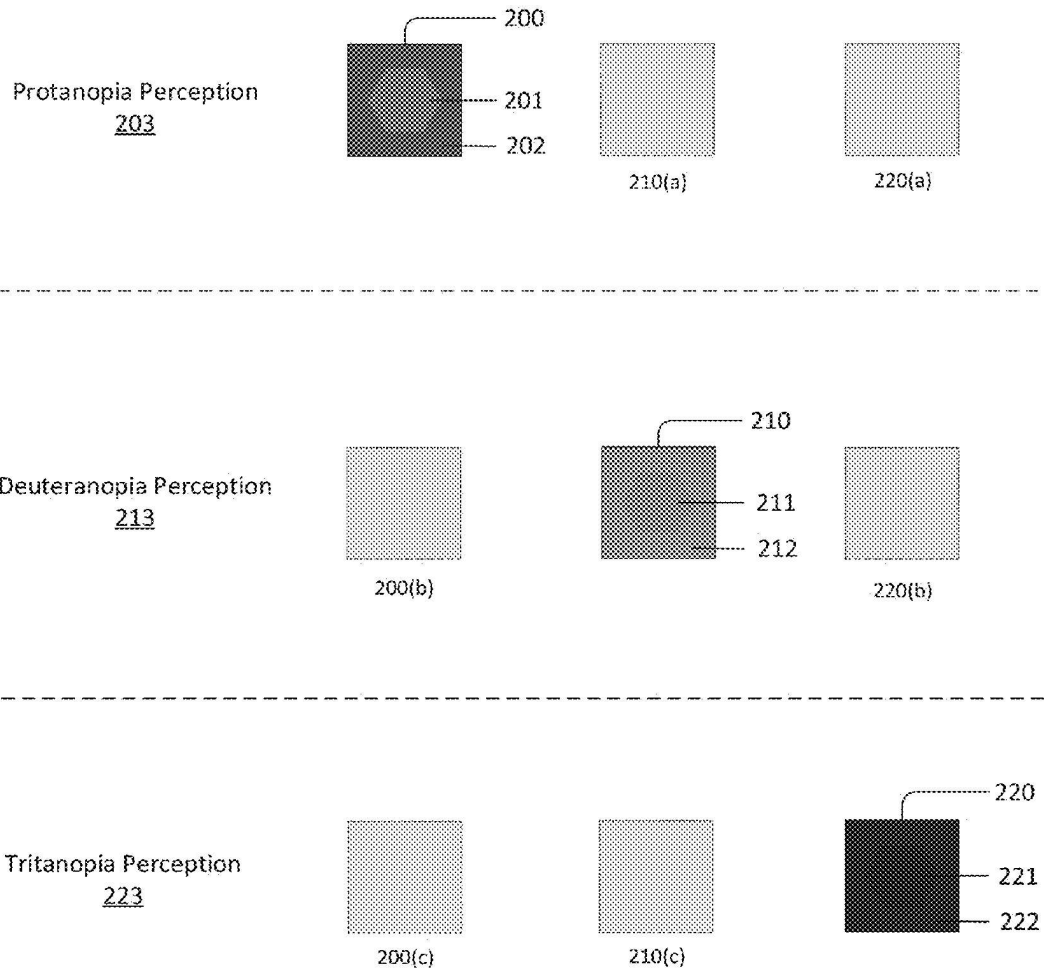 200
Protanopia Perception
203
201
202
210(a)
220(a)
210
Deuteranopia Perception
213
211
212
200(b)
220(b)
220
Tritanopia Perception
223
221
222
200(c)
210(c)